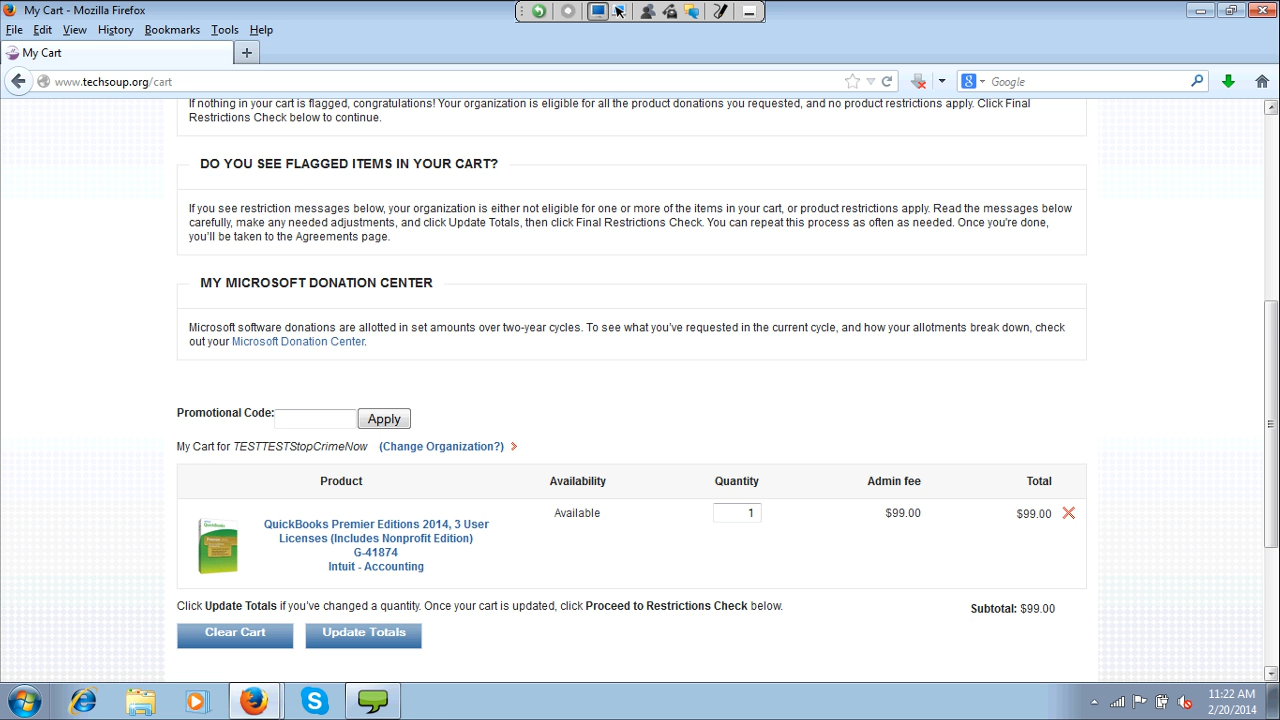 My Cart - Mozilla Firefox
File Edit View History Bookmarks Tools Help
My Cart
www.techsoup.org/cart
Google
If nothing in your cart is flagged, congratulations! Your organization is eligible for all the product donations you requested, and no product restrictions apply. Click Final
Restrictions Check below to continue.
DO YOU SEE FLAGGED ITEMS IN YOUR CART?
If you see restriction messages below, your organization is either not eligible for one or more of the items in your cart, or product restrictions apply. Read the messages below
carefully, make any needed adjustments, and click Update Totals, then click Final Restrictions Check. You can repeat this process as often as needed. Once you're done,
you'll be taken to the Agreements page.
MY MICROSOFT DONATION CENTER
Microsoft software donations are allotted in set amounts over two-year cycles. To see what you've requested in the current cycle, and how your allotments break down, check
out your Microsoft Donation Center.
Promotional Code: Apply
My Cart for TESTTESTStopCrimeNow (Change Organization?)
Product Availability Quantity Admin fee Total
QuickBooks Premier Editions 2014, 3 User
Licenses (Includes Nonprofit Edition)
G-41874
Intuit - Accounting
Available 1 $99.00 $99.00
Click Update Totals if you've changed a quantity. Once your cart is updated, click Proceed to Restrictions Check below.
Subtotal: $99.00
Clear Cart Update Totals
11:22 AM
2/20/2014